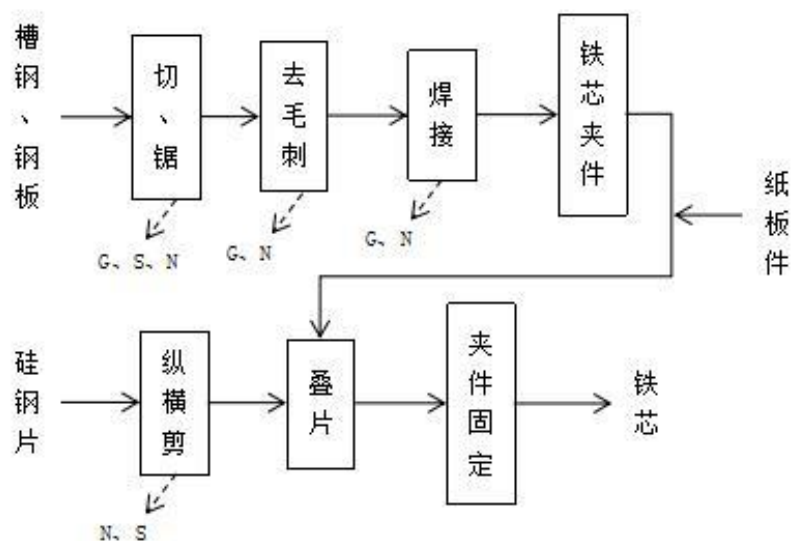 槽钢、钢板
切、锯
去毛刺
焊接
铁芯夹件
纸板件
G、S、N
G、N
G、N
硅钢片
纵横剪
叠片
夹件固定
铁芯
N、S